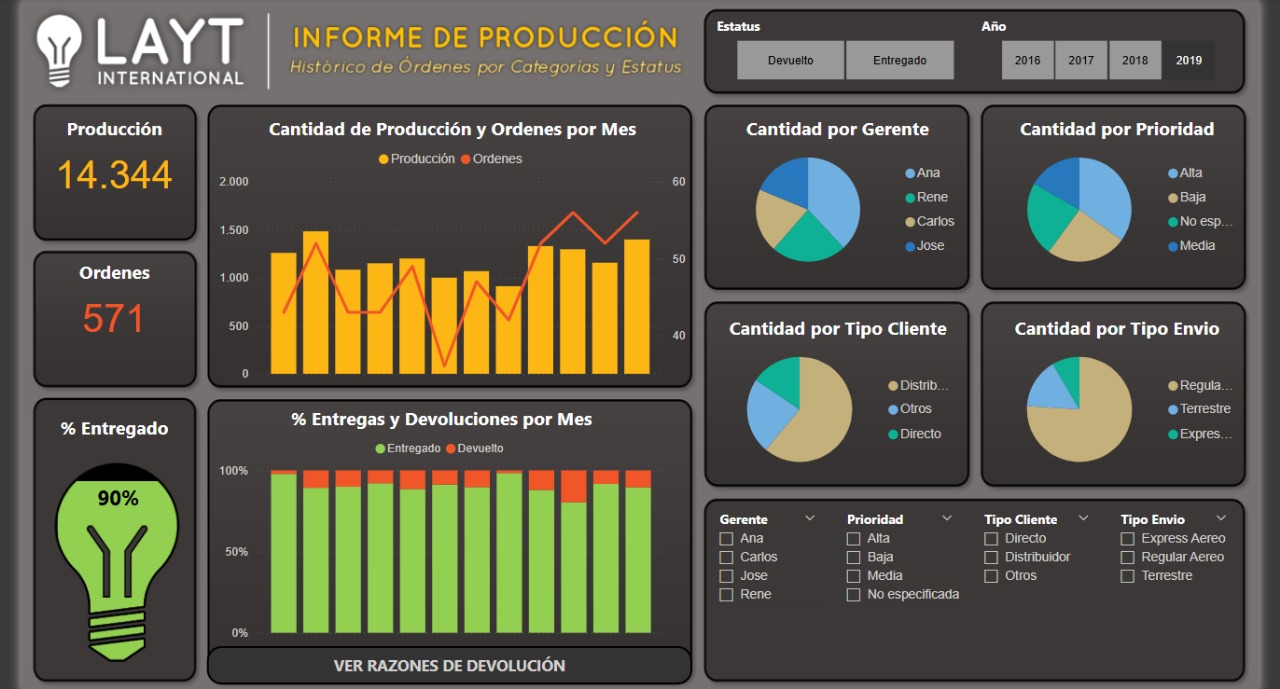 LAYT
INTERNATIONAL
INFORME DE PRODUCCIÓN
Histórico de Órdenes por Categorías y Estatus
Estatus
Devuelto
Entregado
Año
2016
2017
2018
2019
Producción
14.344
Ordenes
571
% Entregado
90%
Cantidad de Producción y Ordenes por Mes
Producción
Ordenes
2.000
1.500
1.000
500
0
60
50
40
% Entregas y Devoluciones por Mes
Entregado
Devuelto
100%
50%
0%
VER RAZONES DE DEVOLUCIÓN
Cantidad por Gerente
Ana
Rene
Carlos
Jose
Cantidad por Prioridad
Alta
Baja
No esp...
Media
Cantidad por Tipo Cliente
Distrib...
Otros
Directo
Cantidad por Tipo Envio
Regula...
Terrestre
Expres...
Gerente
Ana
Carlos
Jose
Rene
Prioridad
Alta
Baja
Media
No especificada
Tipo Cliente
Directo
Distribuidor
Otros
Tipo Envio
Express Aereo
Regular Aereo
Terrestre